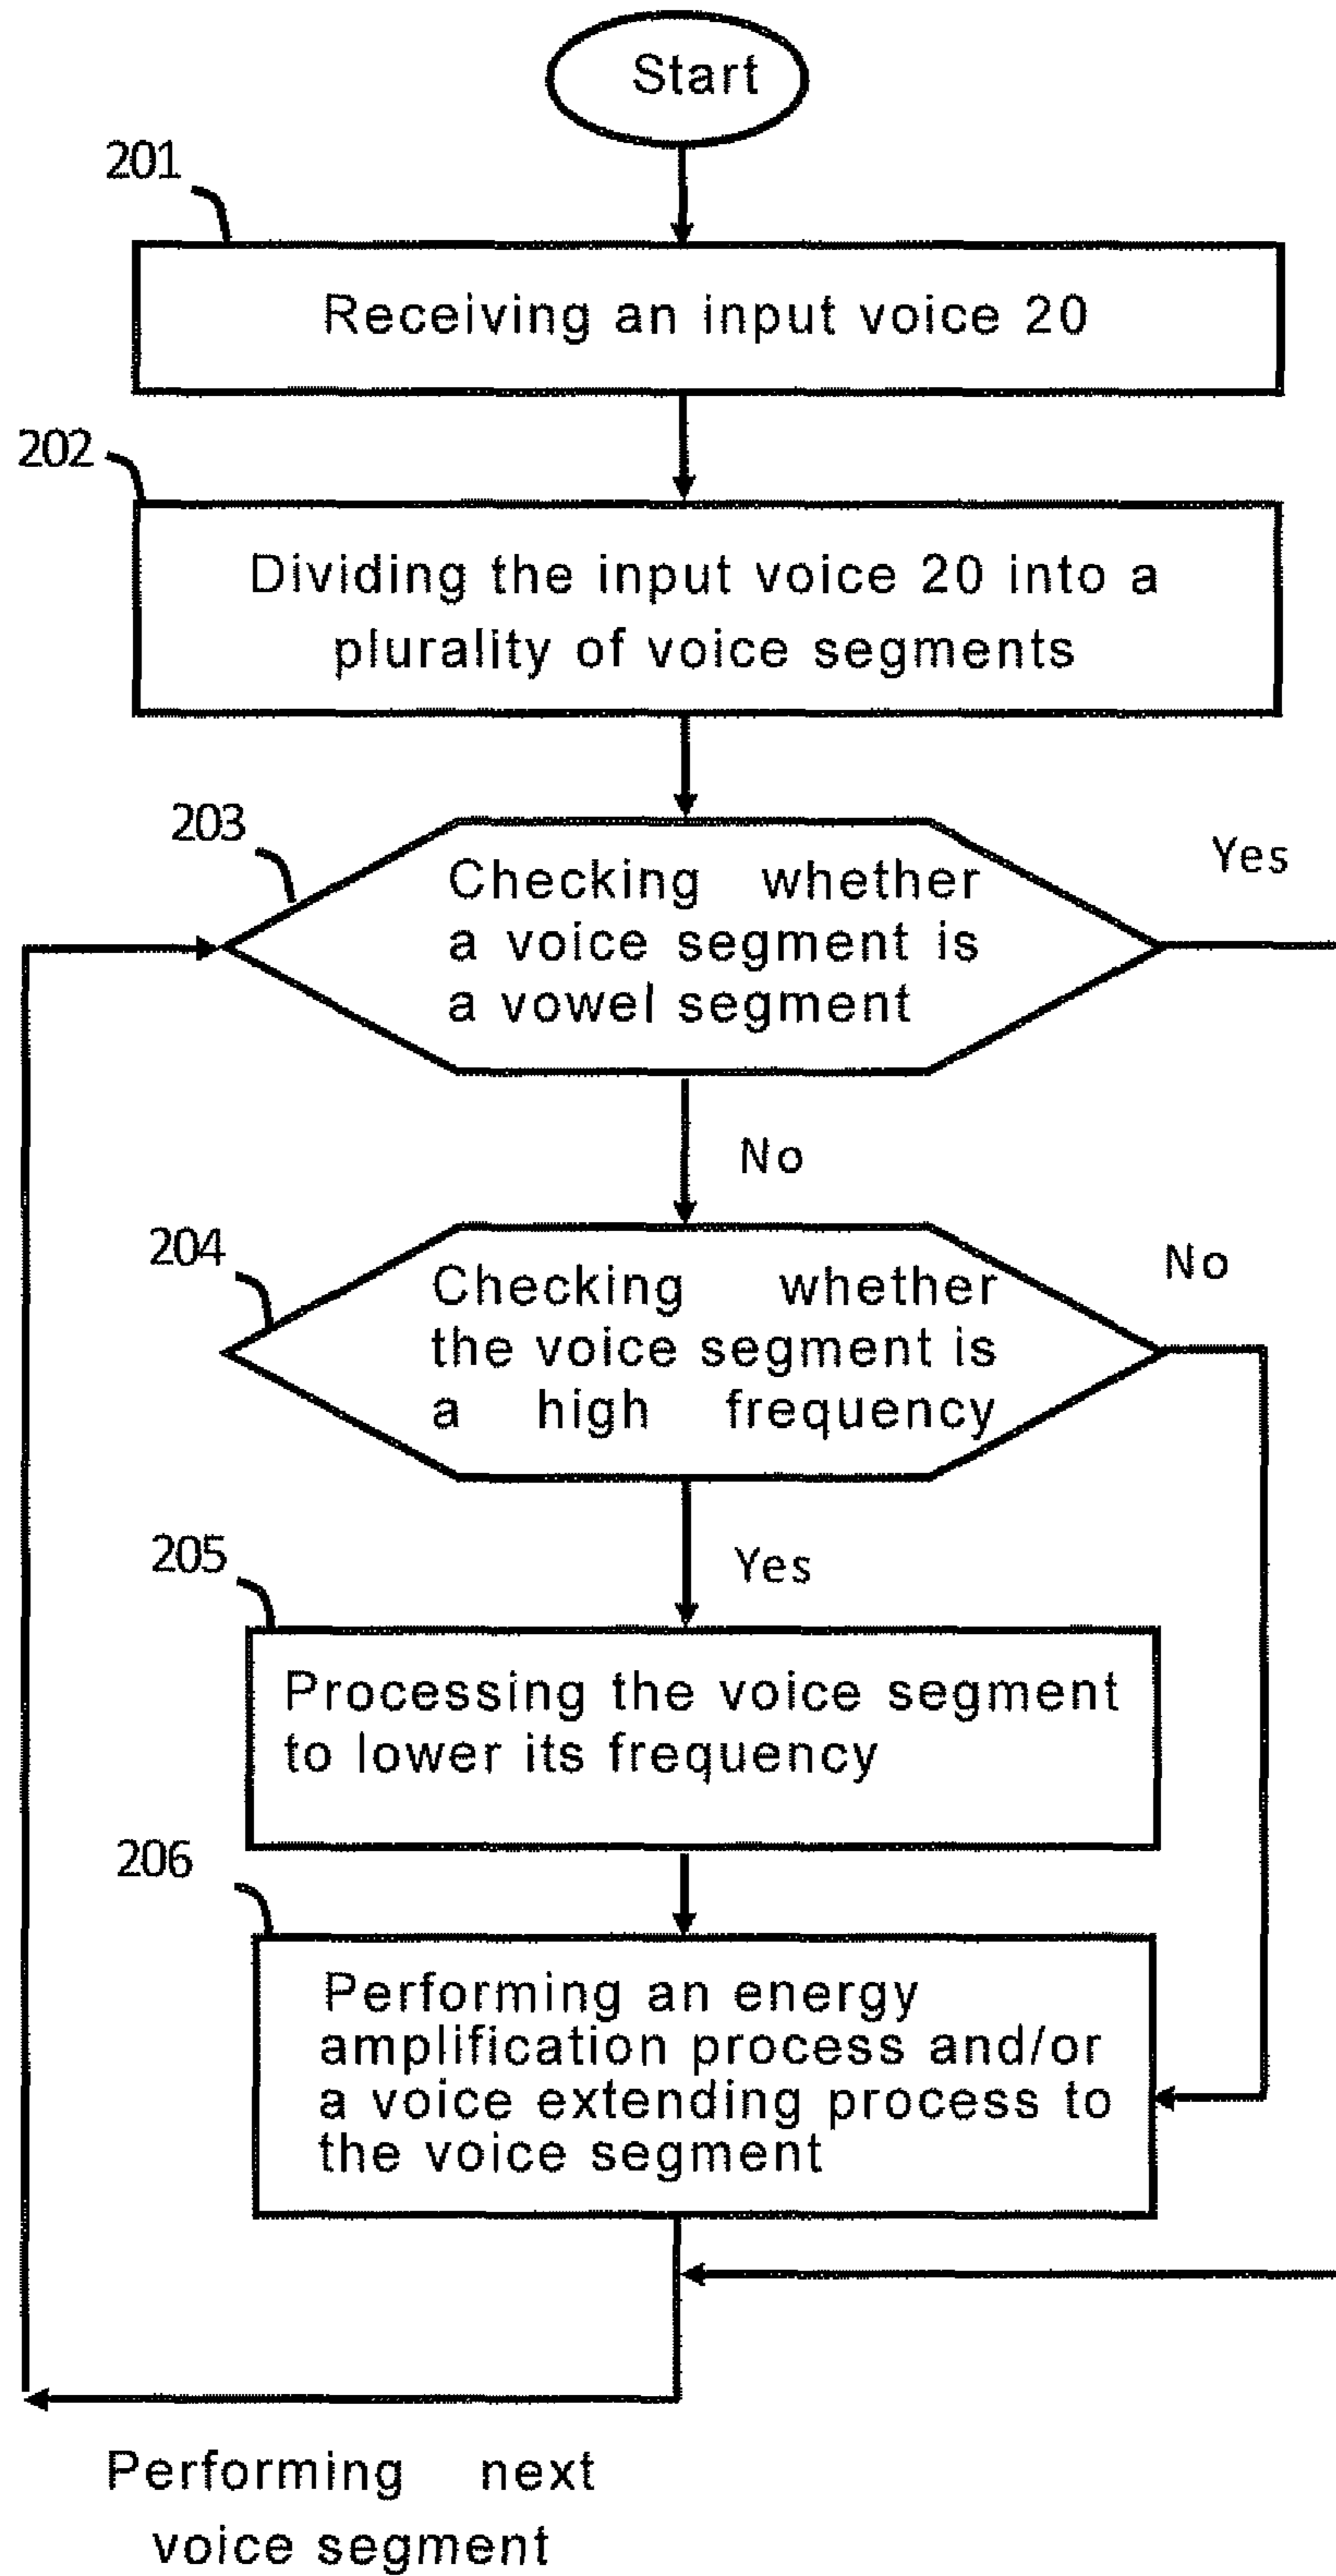 Start
201
Receiving an input voice 20
202
Dividing the input voice 20 into a
plurality of voice segments
203
Checking whether
a voice segment is
a vowel segment
Yes
No
204
Checking whether
the voice segment is
a high frequency
No
Yes
205
Processing the voice segment
to lower its frequency
206
Performing an energy
amplification process and/or
a voice extending process to
the voice segment
Performing next
voice segment